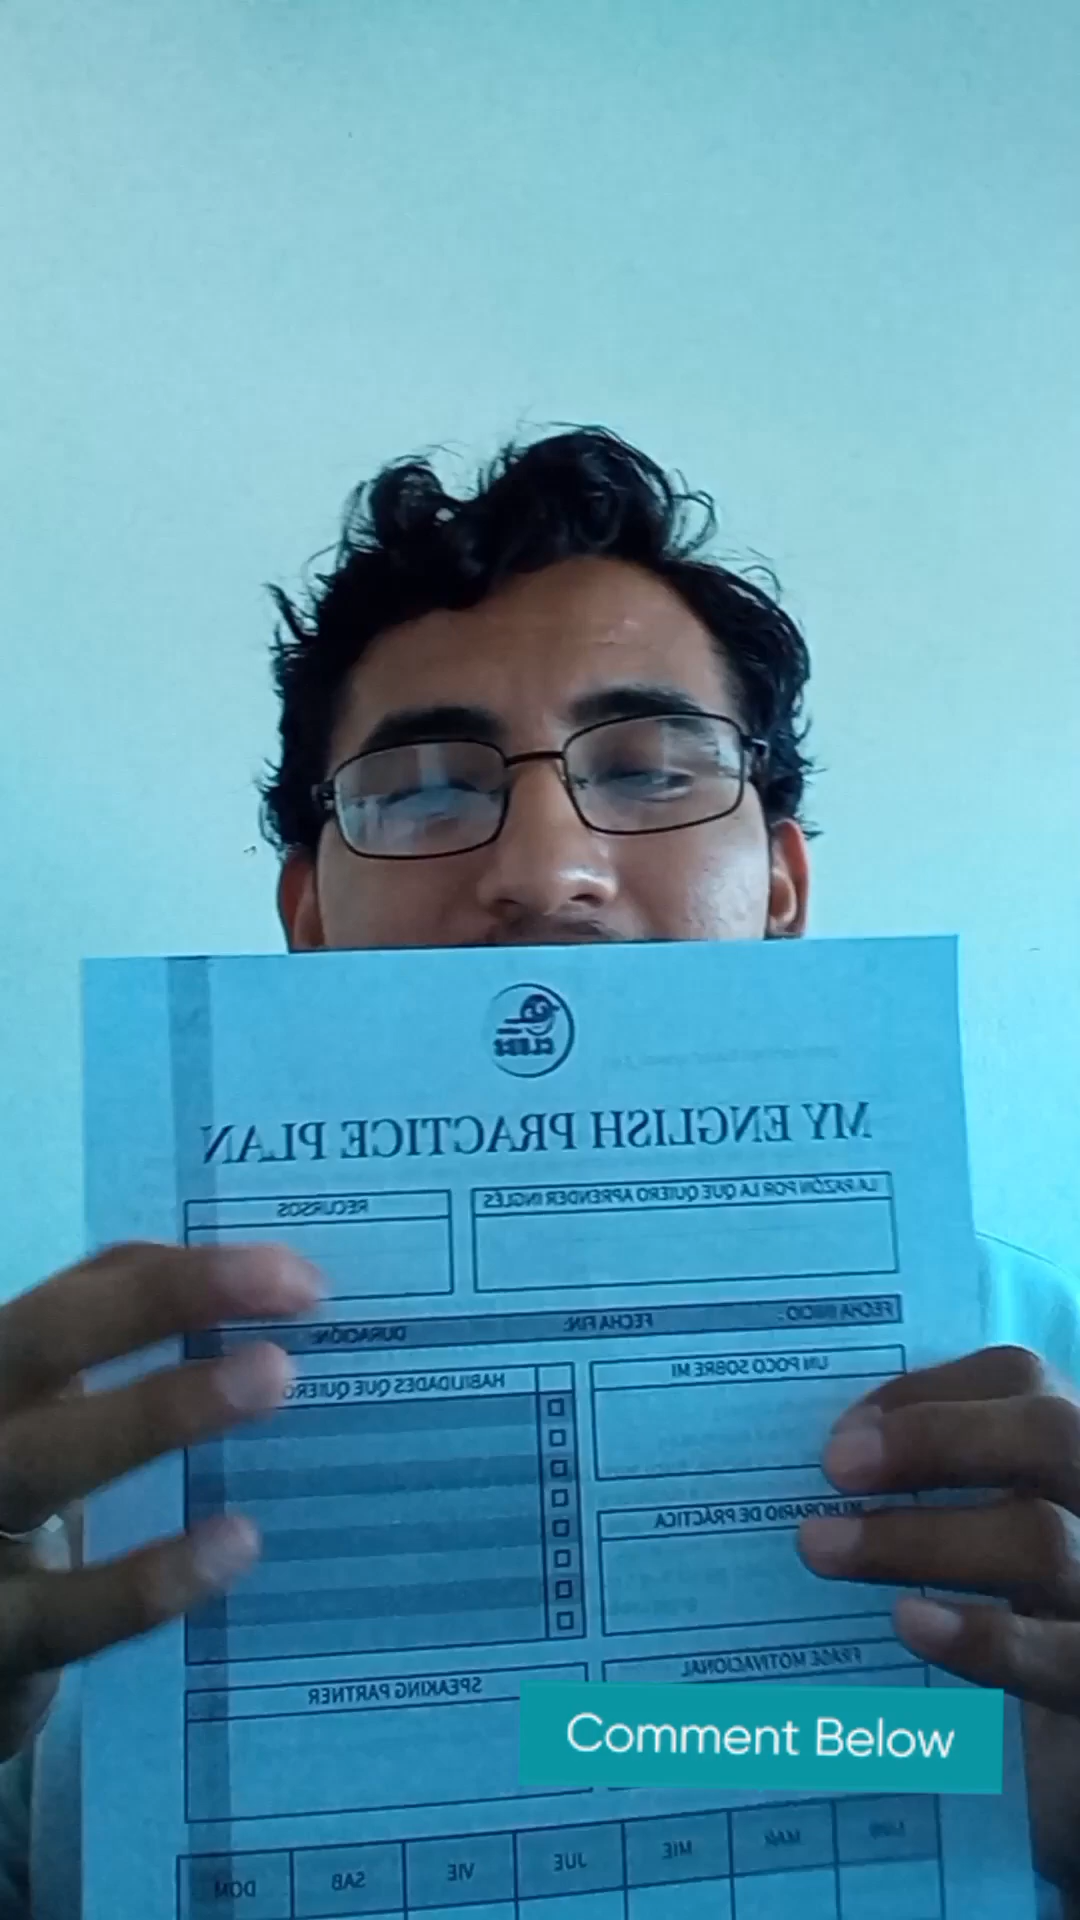 CLUBS
MY ENGLISH PRACTICE PLAN
LA RAZÓN POR LA QUE QUIERO APRENDER INGLÉS
RECURSOS
FECHA INICIO: FECHA FIN: DURACIÓN:
UN POCO SOBRE MI
HABILIDADES QUE QUIERO
MI HORARIO DE PRÁCTICA
FRASE MOTIVACIONAL
SPEAKING PARTNER
Comment Below
LUN MAR MIE JUE VIE SAB DOM